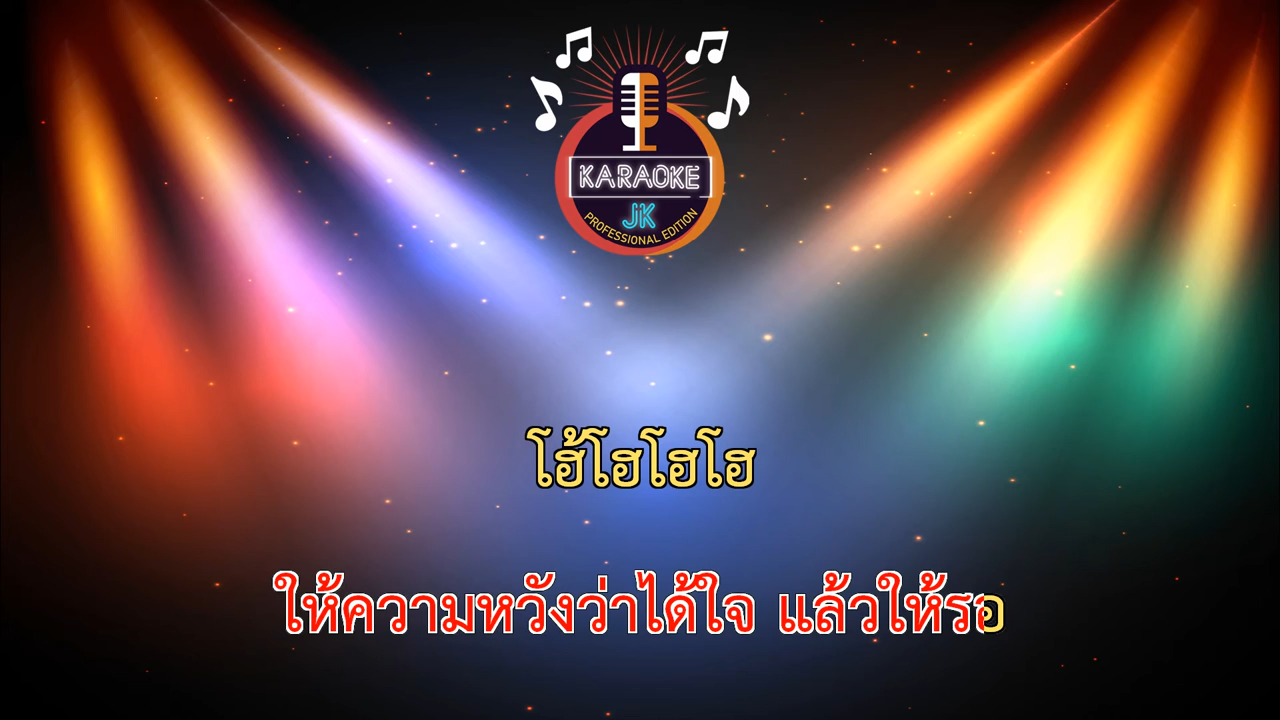 KARAOKE
JK
PROFESSIONAL EDITION
โฮ้โฮโฮโฮ
ให้ความหวังว่าได้ใจ แล้วให้รอ